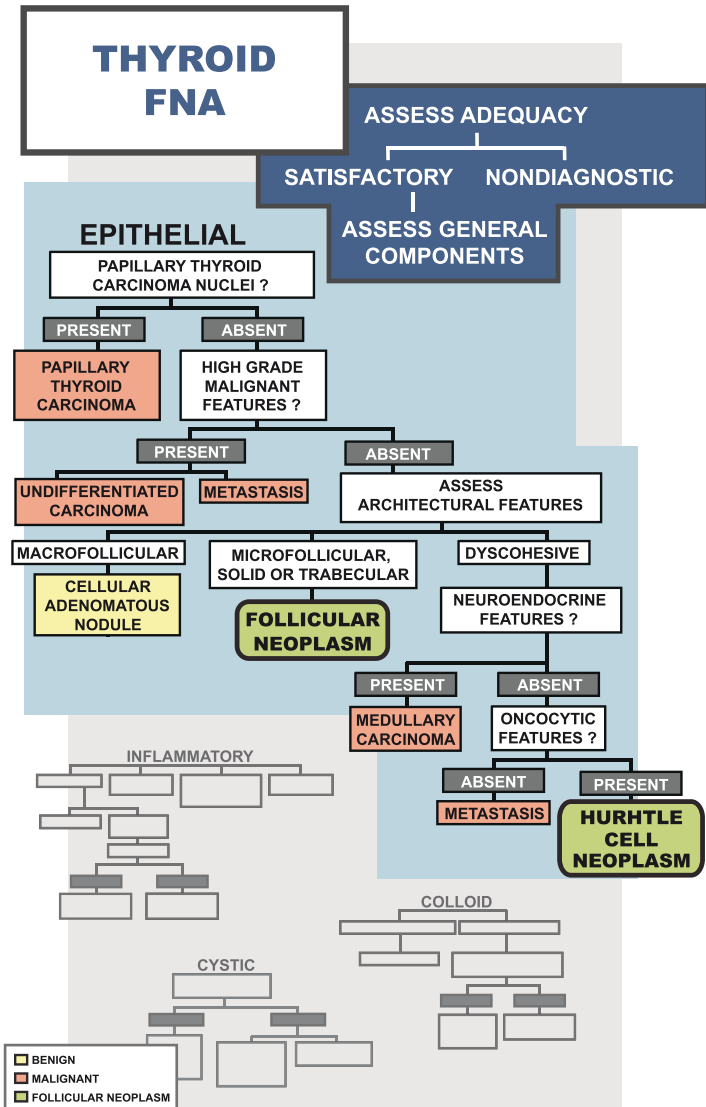 THYROID
FNA
ASSESS ADEQUACY
SATISFACTORY
NONDIAGNOSTIC
ASSESS GENERAL
COMPONENTS
EPITHELIAL
PAPILLARY THYROID
CARCINOMA NUCLEI ?
PRESENT
ABSENT
PAPILLARY
THYROID
CARCINOMA
HIGH GRADE
MALIGNANT
FEATURES ?
PRESENT
ABSENT
UNDIFFERENTIATED
CARCINOMA
METASTASIS
ASSESS
ARCHITECTURAL FEATURES
MACROFOLLICULAR
MICROFOLLICULAR,
SOLID OR TRABECULAR
DYSCOHESIVE
CELLULAR
ADENOMATOUS
NODULE
FOLLICULAR
NEOPLASM
NEUROENDOCRINE
FEATURES ?
PRESENT
ABSENT
MEDULLARY
CARCINOMA
ONCOCYTIC
FEATURES ?
ABSENT
PRESENT
METASTASIS
HURHTLE
CELL
NEOPLASM
INFLAMMATORY
COLLOID
CYSTIC
BENIGN
MALIGNANT
FOLLICULAR NEOPLASM